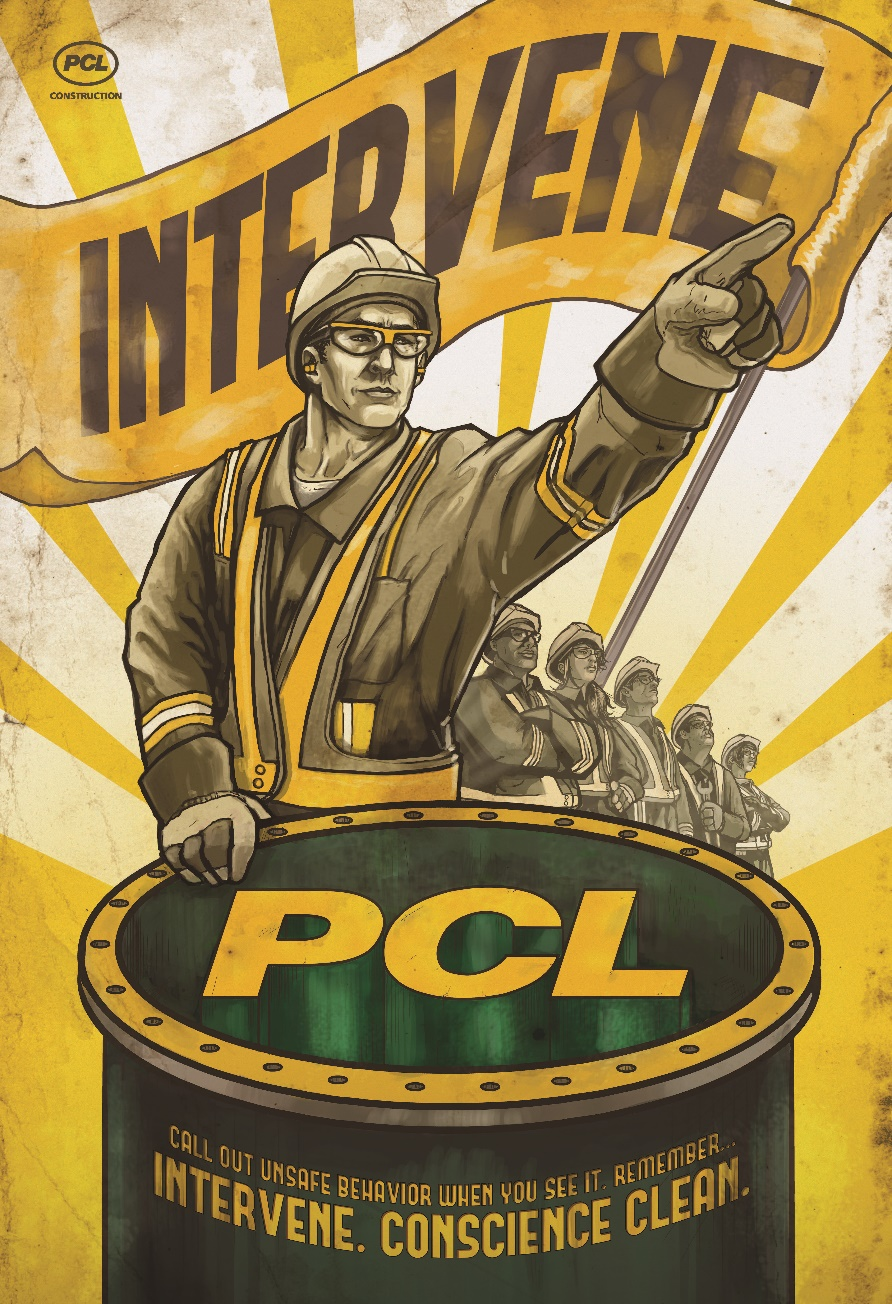 PCL
CONSTRUCTION
INTERVENE
PCL
CALL OUT UNSAFE BEHAVIOR WHEN YOU SEE IT. REMEMBER...
INTERVENE. CONSCIENCE CLEAN.